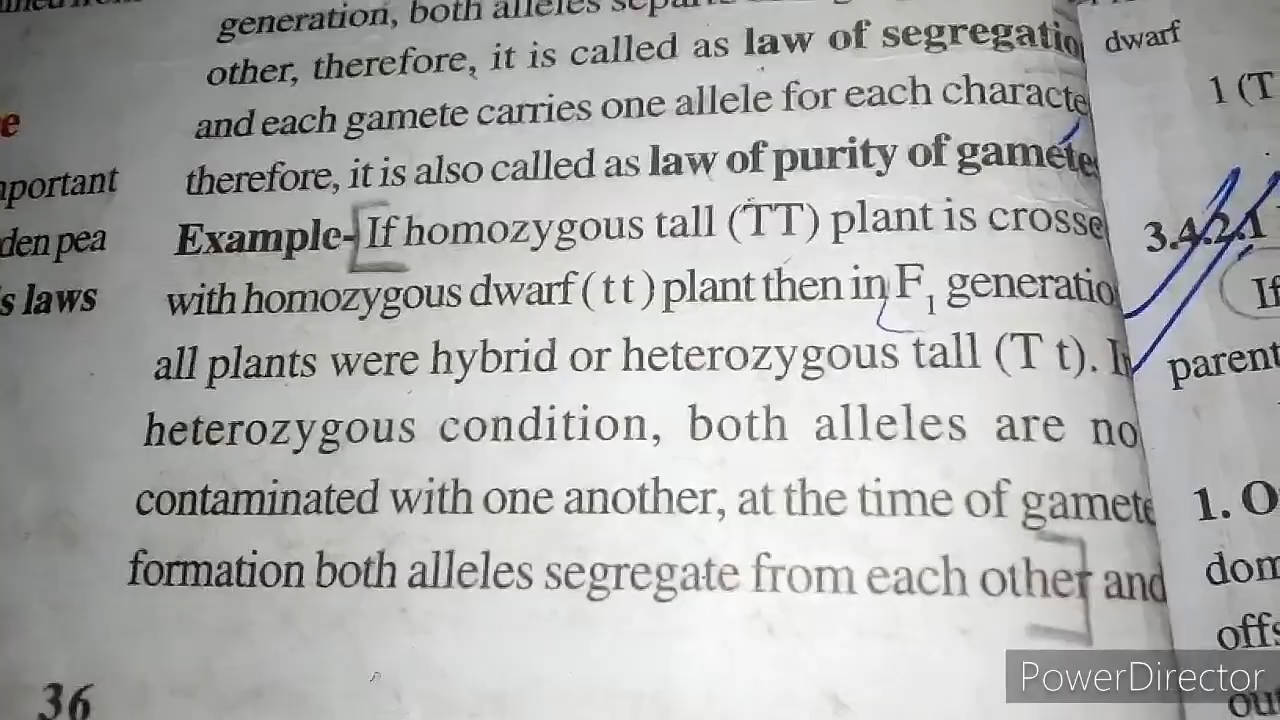 generation, both alleles
other, therefore, it is called as law of segregatio
and each gamete carries one allele for each characte
therefore, it is also called as law of purity of gamete
Example- If homozygous tall (TT) plant is crosse
with homozygous dwarf (t t) plant then in F1 generatio
all plants were hybrid or heterozygous tall (T t). I
heterozygous condition, both alleles are no
contaminated with one another, at the time of gamete
formation both alleles segregate from each other and
36
e
portant
den pea
s laws
dwarf
1 (T
3.4.2.1
If
parent
1. O
dom
offs
ou
PowerDirector